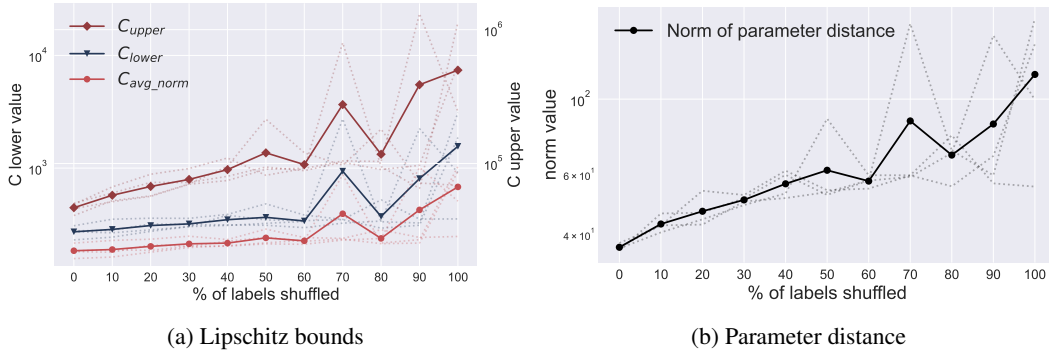 C_upper
C_lower
C_avg_norm
10^4
10^3
C lower value
10^6
10^5
C upper value
0 10 20 30 40 50 60 70 80 90 100
% of labels shuffled
(a) Lipschitz bounds
Norm of parameter distance
10^2
6 × 10^1
4 × 10^1
norm value
0 10 20 30 40 50 60 70 80 90 100
% of labels shuffled
(b) Parameter distance